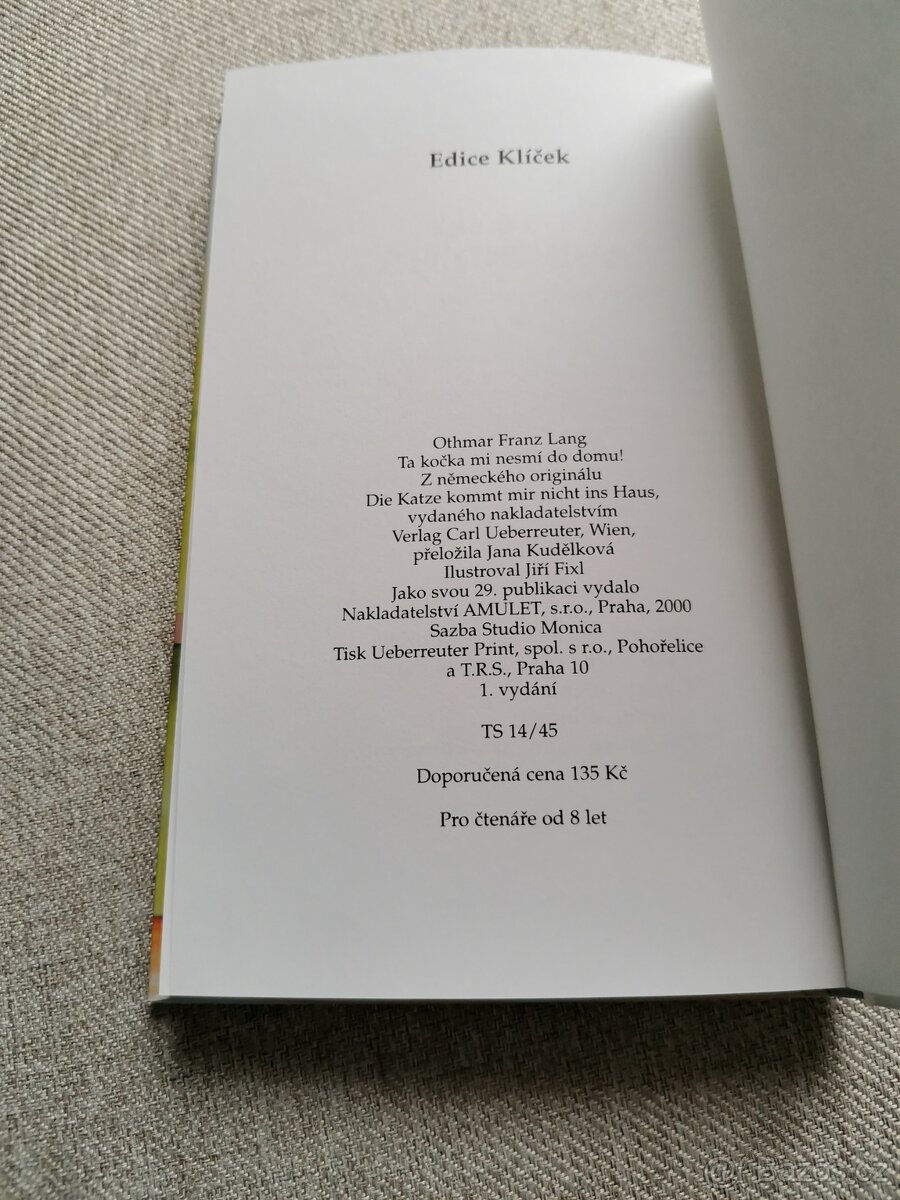 Edice Klíček
Othmar Franz Lang
Ta kočka mi nesmí do domu!
Z německého originálu
Die Katze kommt mir nicht ins Haus,
vydaného nakladatelstvím
Verlag Carl Ueberreuter, Wien,
přeložila Jana Kudělková
Ilustroval Jiří Fixl
Jako svou 29. publikaci vydalo
Nakladatelství AMULET, s.r.o., Praha, 2000
Sazba Studio Monica
Tisk Ueberreuter Print, spol. s r.o., Pohořelice
a T.R.S., Praha 10
1. vydání
TS 14/45
Doporučená cena 135 Kč
Pro čtenáře od 8 let